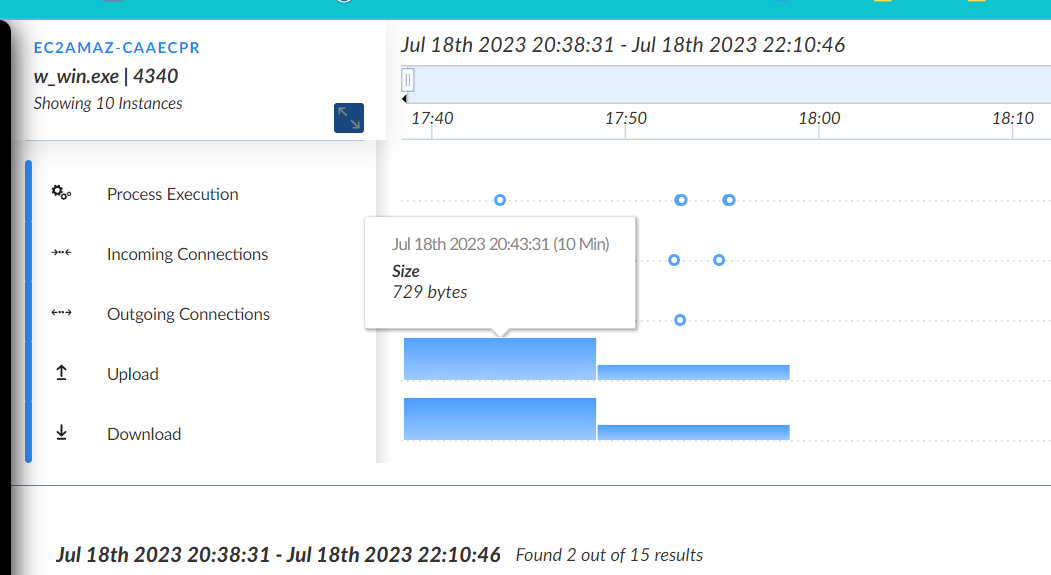 EC2AMAZ-CAAECPR
w_win.exe | 4340
Showing 10 Instances
Jul 18th 2023 20:38:31 - Jul 18th 2023 22:10:46
17:40 17:50 18:00 18:10
Process Execution
Incoming Connections
Outgoing Connections
Upload
Download
Jul 18th 2023 20:43:31 (10 Min)
Size
729 bytes
Jul 18th 2023 20:38:31 - Jul 18th 2023 22:10:46 Found 2 out of 15 results